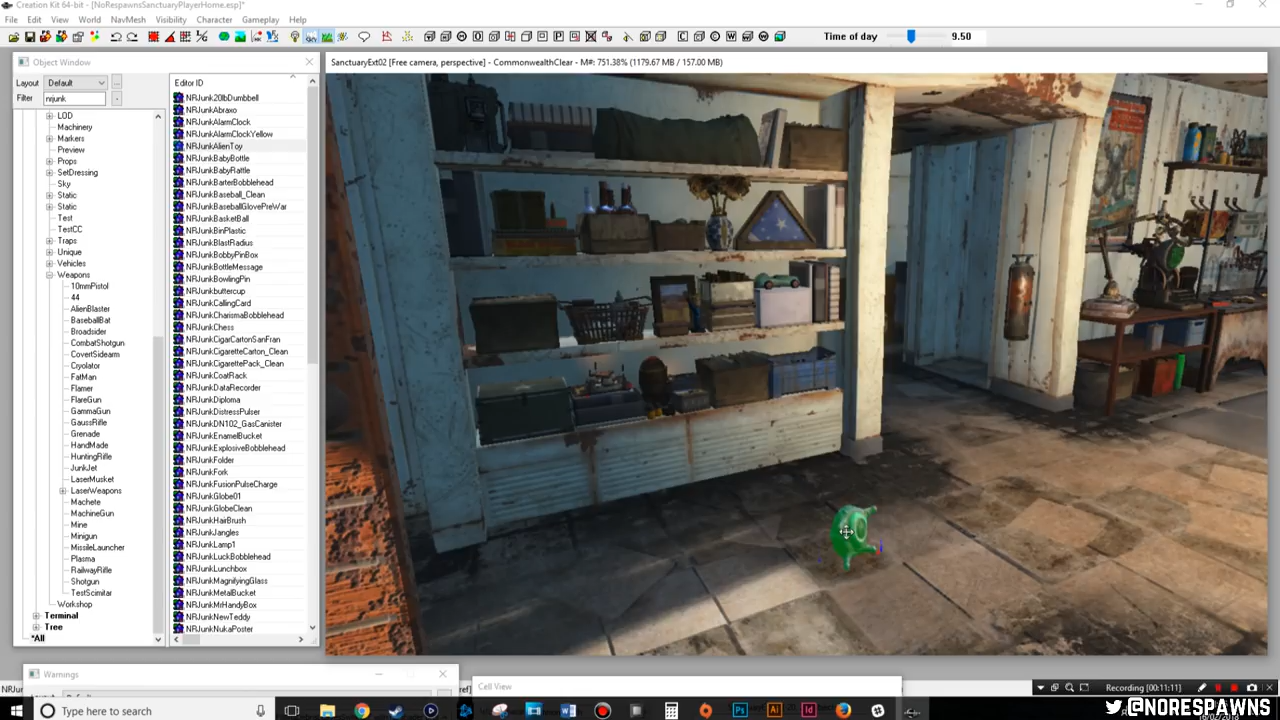 Creation Kit 64-bit - [NoRespawnsSanctuaryPlayerHome.esp]*
File Edit View World NavMesh Visibility Character Gameplay Help
Time of day 9.50
Object Window
Layout Default ...
Filter nrjunk
LOD
Machinery
Markers
Preview
Props
SetDressing
Sky
Static
Static
Test
TestCC
Traps
Unique
Vehicles
Weapons
10mmPistol
44
AlienBlaster
BaseballBat
Broadsider
CombatShotgun
CovertSidearm
Cryolator
FatMan
Flamer
FlareGun
GammaGun
GaussRifle
Grenade
HandMade
HuntingRifle
JunkJet
LaserMusket
LaserWeapons
Machete
MachineGun
Mine
Minigun
MissileLauncher
Plasma
RailwayRifle
Shotgun
TestScimitar
Workshop
Terminal
Tree
*All
Editor ID
NRJunk20lbDumbbell
NRJunkAbraxo
NRJunkAlarmClock
NRJunkAlarmClockYellow
NRJunkAlienToy
NRJunkBabyBottle
NRJunkBabyRattle
NRJunkBarterBobblehead
NRJunkBaseball_Clean
NRJunkBaseballGlovePreWar
NRJunkBasketBall
NRJunkBinPlastic
NRJunkBlastRadius
NRJunkBobbyPinBox
NRJunkBottleMessage
NRJunkBowlingPin
NRJunkbuttercup
NRJunkCallingCard
NRJunkCharismaBobblehead
NRJunkChess
NRJunkCigarCartonSanFran
NRJunkCigaretteCarton_Clean
NRJunkCigarettePack_Clean
NRJunkCoatRack
NRJunkDataRecorder
NRJunkDiploma
NRJunkDistressPulser
NRJunkDN102_GasCanister
NRJunkEnamelBucket
NRJunkExplosiveBobblehead
NRJunkFolder
NRJunkFork
NRJunkFusionPulseCharge
NRJunkGlobe01
NRJunkGlobeClean
NRJunkHairBrush
NRJunkJangles
NRJunkLamp1
NRJunkLuckBobblehead
NRJunkLunchbox
NRJunkMagnifyingGlass
NRJunkMetalBucket
NRJunkMrHandyBox
NRJunkNewTeddy
NRJunkNukaPoster
SanctuaryExt02 [Free camera, perspective] - CommonwealthClear - M#: 751.38% (1179.67 MB / 157.00 MB)
Warnings
Cell View
Recording [00:11:11]
Type here to search
@NORESPAWNS